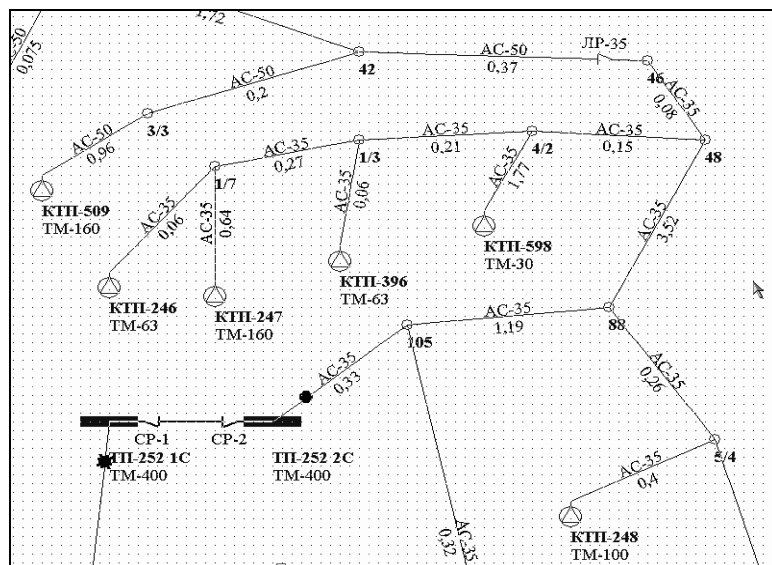 1,72
АС-50
0,075
42
АС-50
0,37
ЛР-35
46
АС-50
0,2
3/3
АС-50
0,96
АС-35
0,08
48
КТП-509
ТМ-160
1/7
АС-35
0,27
1/3
АС-35
0,21
4/2
АС-35
0,15
АС-35
0,06
АС-35
0,64
АС-35
0,06
АС-35
1,77
АС-35
3,52
КТП-598
ТМ-30
КТП-246
ТМ-63
КТП-247
ТМ-160
КТП-396
ТМ-63
105
АС-35
1,19
88
АС-35
0,33
АС-35
0,26
СР-1
СР-2
ТП-252 1С
ТМ-400
ТП-252 2С
ТМ-400
5/4
АС-35
0,4
АС-35
0,32
КТП-248
ТМ-100